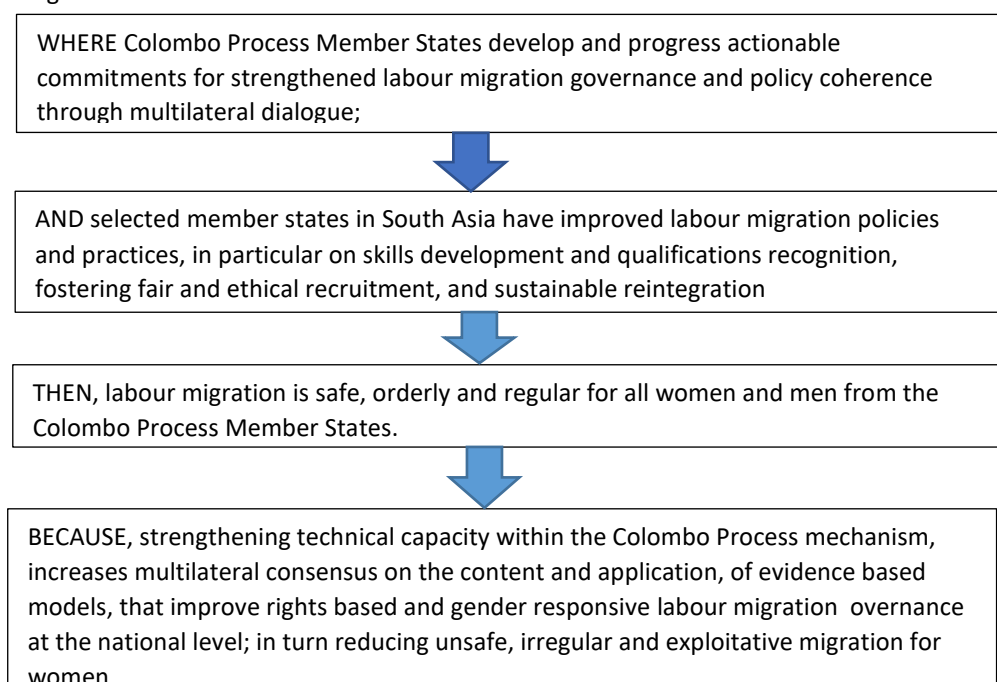 WHERE Colombo Process Member States develop and progress actionable
commitments for strengthened labour migration governance and policy coherence
through multilateral dialogue;
AND selected member states in South Asia have improved labour migration policies
and practices, in particular on skills development and qualifications recognition,
fostering fair and ethical recruitment, and sustainable reintegration
THEN, labour migration is safe, orderly and regular for all women and men from the
Colombo Process Member States.
BECAUSE, strengthening technical capacity within the Colombo Process mechanism,
increases multilateral consensus on the content and application, of evidence based
models, that improve rights based and gender responsive labour migration overnance
at the national level; in turn reducing unsafe, irregular and exploitative migration for
women